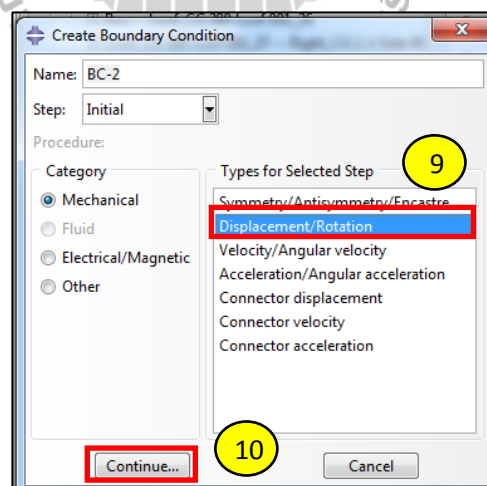 Create Boundary Condition
Name: BC-2
Step: Initial
Procedure:
Category
Mechanical
Fluid
Electrical/Magnetic
Other
Types for Selected Step
9
Symmetry/Antisymmetry/Encastre
Displacement/Rotation
Velocity/Angular velocity
Acceleration/Angular acceleration
Connector displacement
Connector velocity
Connector acceleration
10
Continue...
Cancel